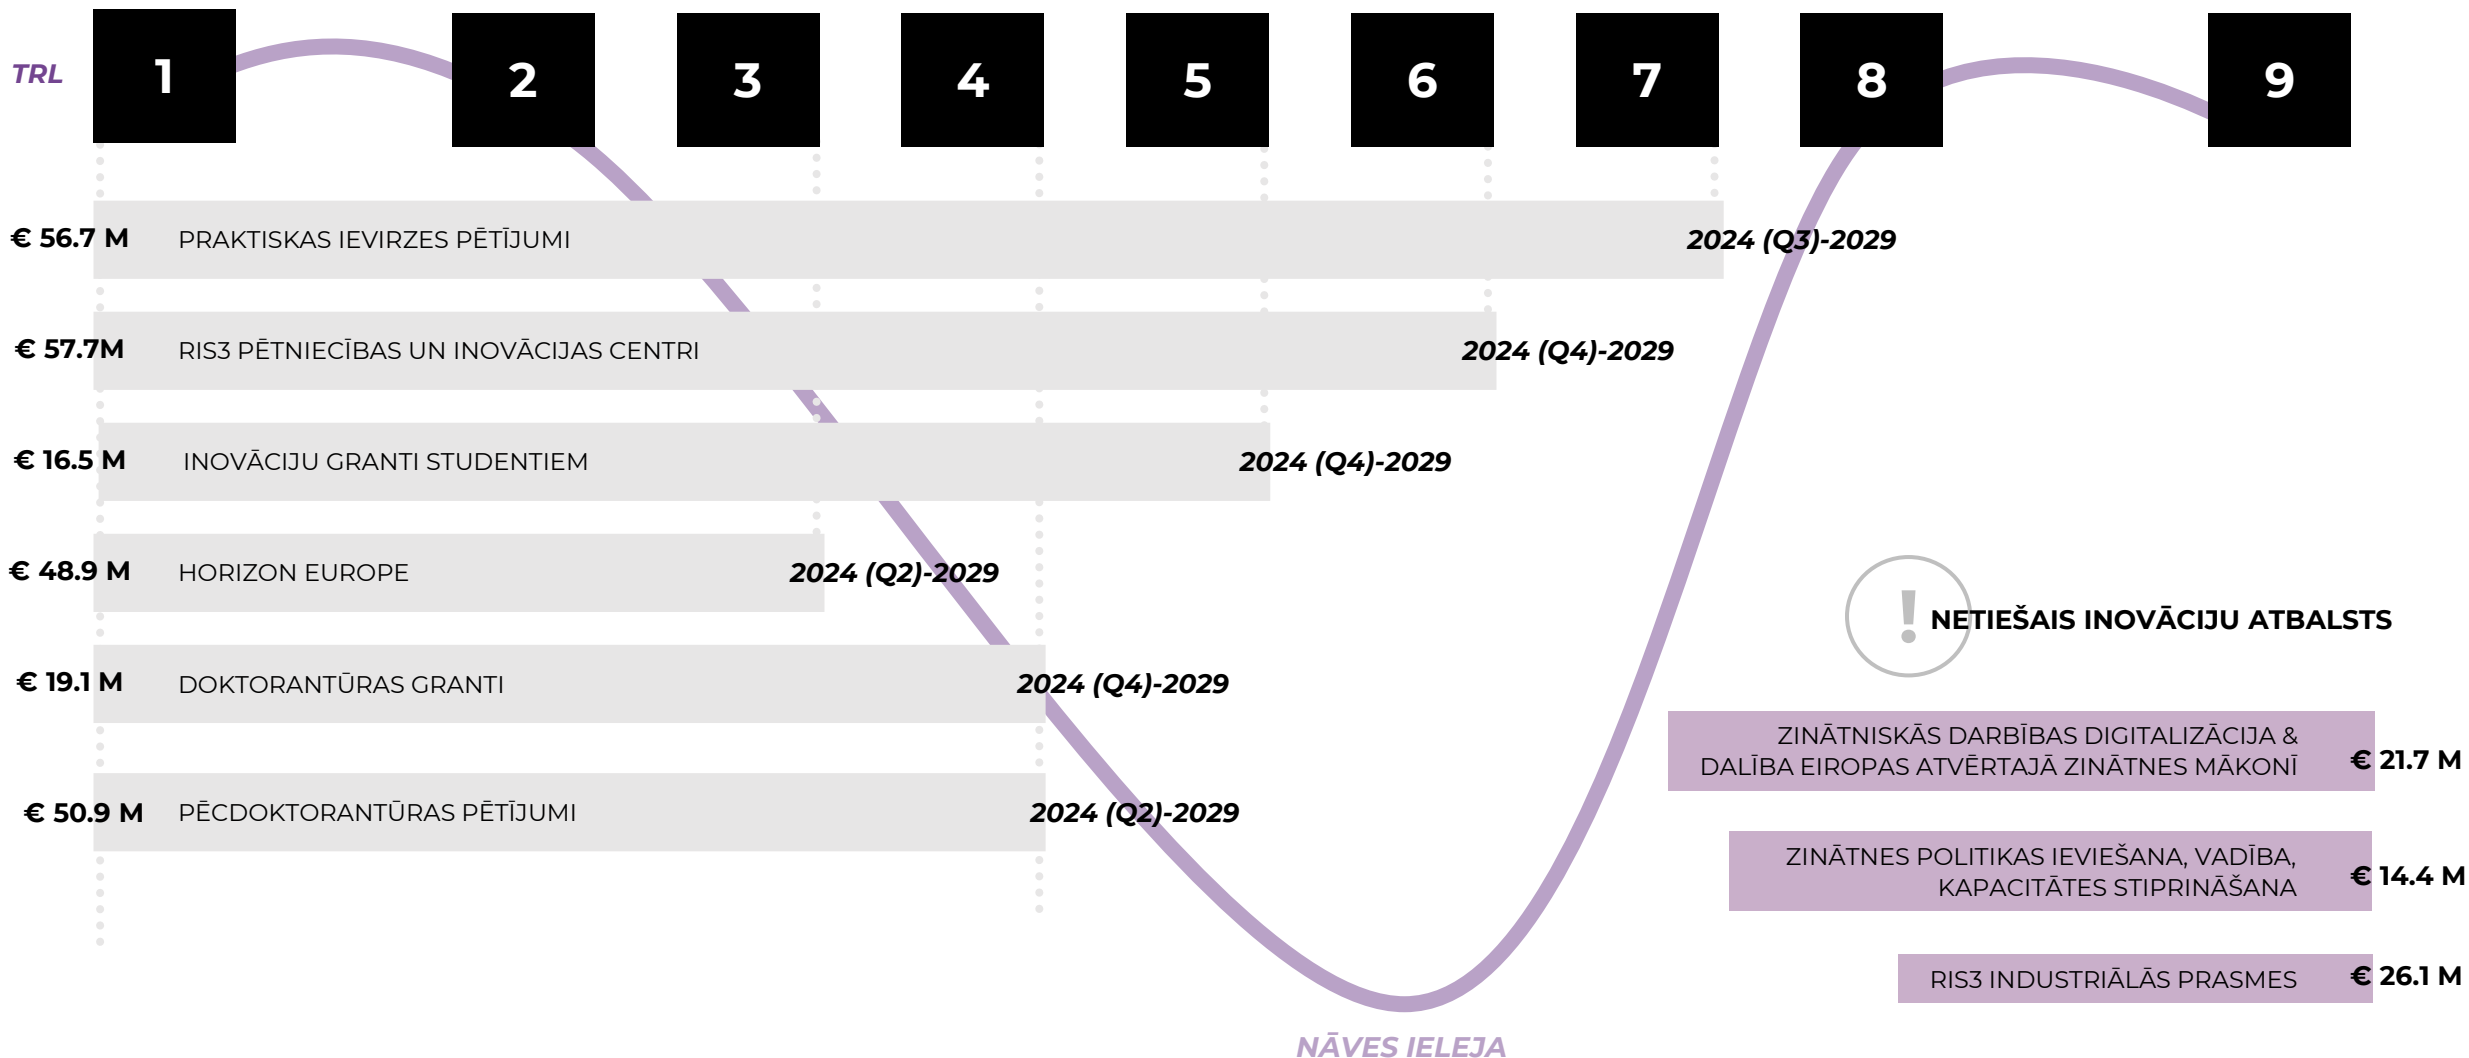 TRL
1
2
3
4
5
6
7
8
9
€ 56.7 M PRAKTISKAS IEVIRZES PĒTĪJUMI 2024 (Q3)-2029
€ 57.7M RIS3 PĒTNIECĪBAS UN INOVĀCIJAS CENTRI 2024 (Q4)-2029
€ 16.5 M INOVĀCIJU GRANTI STUDENTIEM 2024 (Q4)-2029
€ 48.9 M HORIZON EUROPE 2024 (Q2)-2029
€ 19.1 M DOKTORANTŪRAS GRANTI 2024 (Q4)-2029
€ 50.9 M PĒCDOKTORANTŪRAS PĒTĪJUMI 2024 (Q2)-2029
! NETIEŠAIS INOVĀCIJU ATBALSTS
ZINĀTNISKĀS DARBĪBAS DIGITALIZĀCIJA &
DALĪBA EIROPAS ATVĒRTAJĀ ZINĀTNES MĀKONĪ
€ 21.7 M
ZINĀTNES POLITIKAS IEVIEŠANA, VADĪBA,
KAPACITĀTES STIPRINĀŠANA
€ 14.4 M
RIS3 INDUSTRIĀLĀS PRASMES € 26.1 M
NĀVES IELEJA